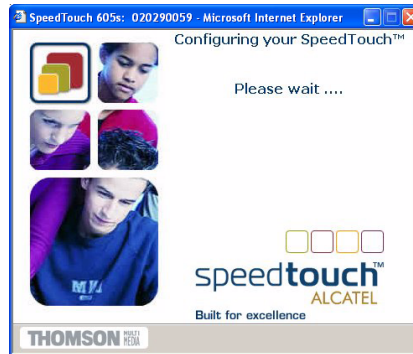 SpeedTouch 605s: 020290059 - Microsoft Internet Explorer
Configuring your SpeedTouch™
Please wait ....
speedtouch™
ALCATEL
Built for excellence
THOMSON MULTI MEDIA